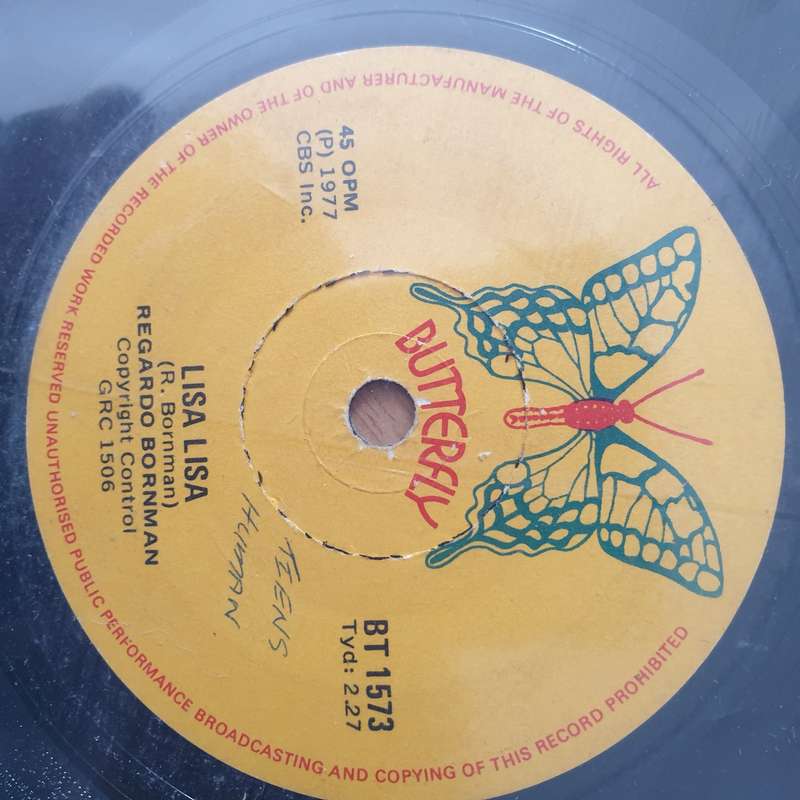 ALL RIGHTS OF THE MANUFACTURER AND OF THE OWNER OF THE RECORDED WORK RESERVED UNAUTHORISED PUBLIC PERFORMANCE BROADCASTING AND COPYING OF THIS RECORD PROHIBITED
BUTTERFLY
45 OPM
(P) 1977
CBS Inc.
BT 1573
Tyd: 2.27
TIENS
HUMAN
LISA LISA
(R. Bornman)
REGARDO BORNMAN
Copyright Control
GRC 1506